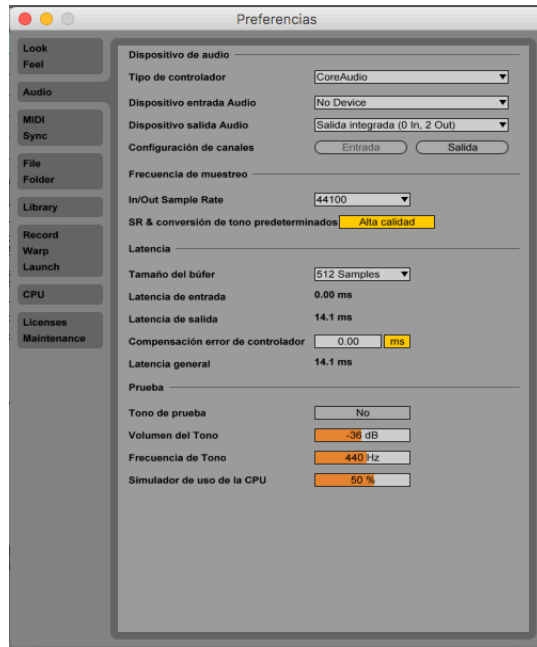 Preferencias
Look
Feel
Audio
MIDI
Sync
File
Folder
Library
Record
Warp
Launch
CPU
Licenses
Maintenance
Dispositivo de audio
Tipo de controlador CoreAudio
Dispositivo entrada Audio No Device
Dispositivo salida Audio Salida integrada (0 In, 2 Out)
Configuración de canales Entrada Salida
Frecuencia de muestreo
In/Out Sample Rate 44100
SR & conversión de tono predeterminados Alta calidad
Latencia
Tamaño del búfer 512 Samples
Latencia de entrada 0.00 ms
Latencia de salida 14.1 ms
Compensación error de controlador 0.00 ms
Latencia general 14.1 ms
Prueba
Tono de prueba No
Volumen del Tono -36 dB
Frecuencia de Tono 440 Hz
Simulador de uso de la CPU 50 %